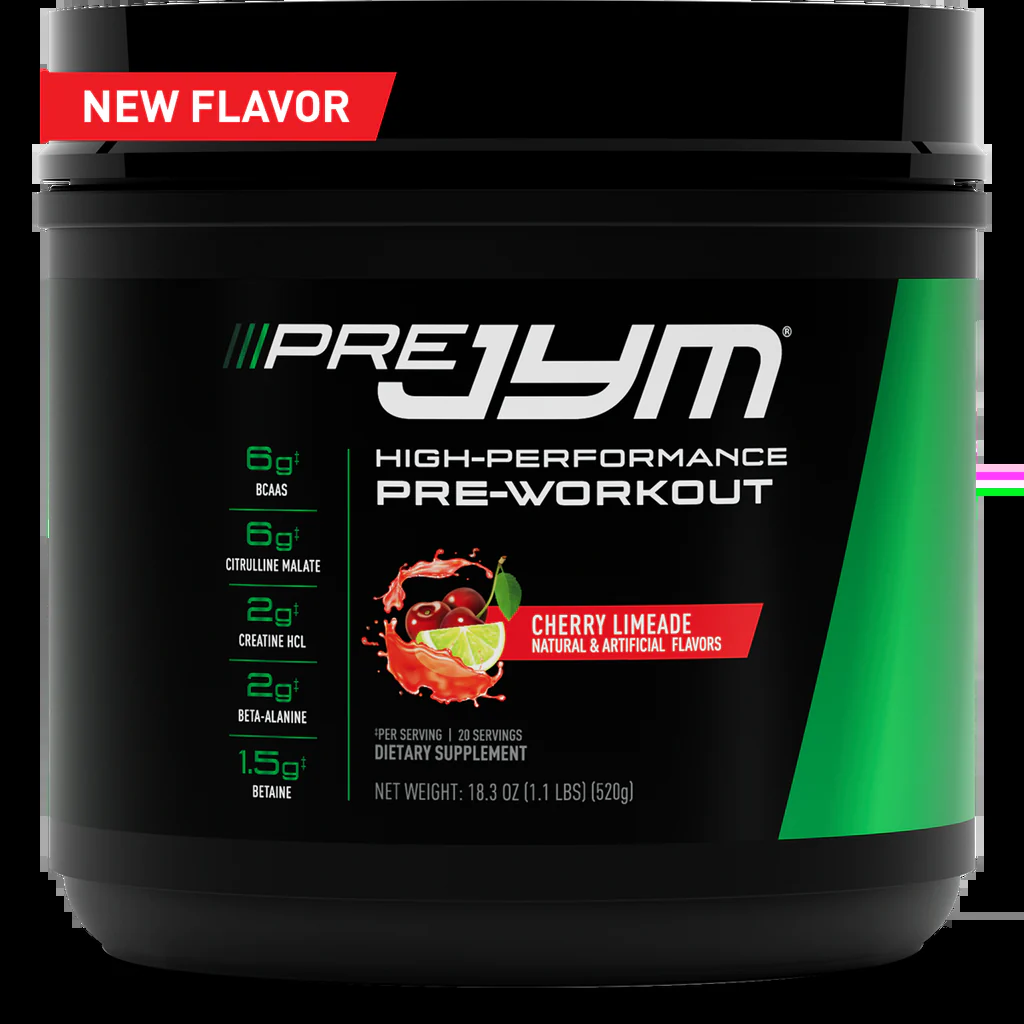 NEW FLAVOR
PRE JYM®
HIGH-PERFORMANCE
PRE-WORKOUT
6g‡
BCAAS
6g‡
CITRULLINE MALATE
2g‡
CREATINE HCL
2g‡
BETA-ALANINE
1.5g‡
BETAINE
CHERRY LIMEADE
NATURAL & ARTIFICIAL FLAVORS
‡PER SERVING | 20 SERVINGS
DIETARY SUPPLEMENT
NET WEIGHT: 18.3 OZ (1.1 LBS) (520g)